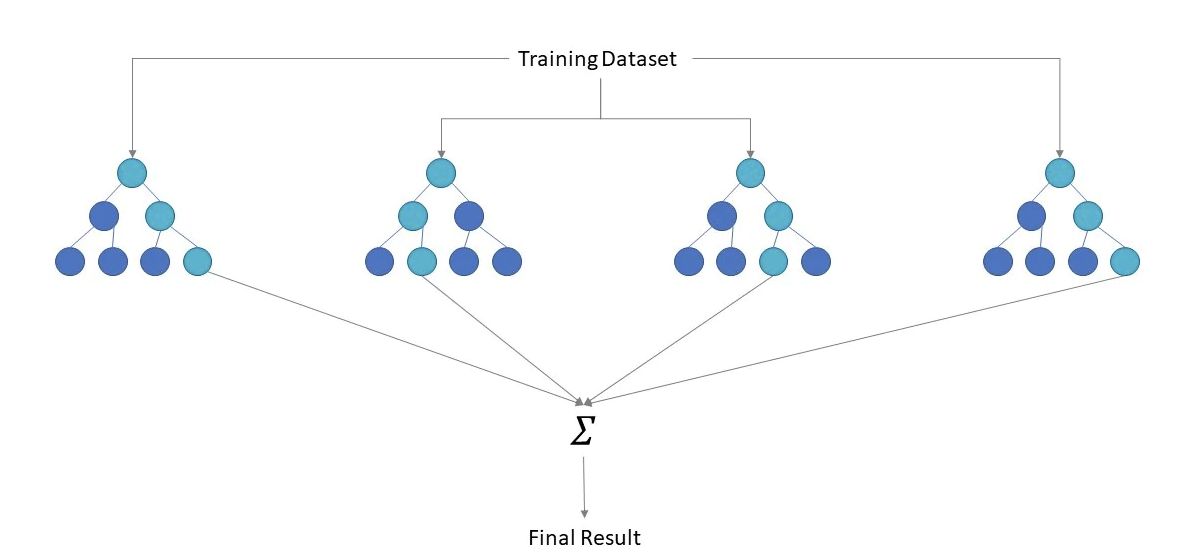 Training Dataset
Σ
Final Result